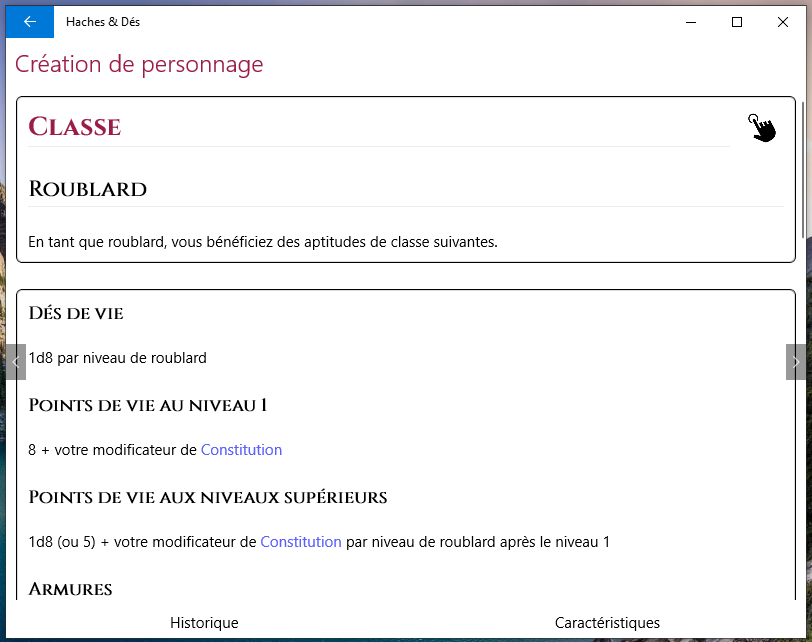 Haches & Dés
Création de personnage
Classe
Roublard
En tant que roublard, vous bénéficiez des aptitudes de classe suivantes.
Dés de vie
1d8 par niveau de roublard
Points de vie au niveau 1
8 + votre modificateur de Constitution
Points de vie aux niveaux supérieurs
1d8 (ou 5) + votre modificateur de Constitution par niveau de roublard après le niveau 1
Armures
Historique
Caractéristiques